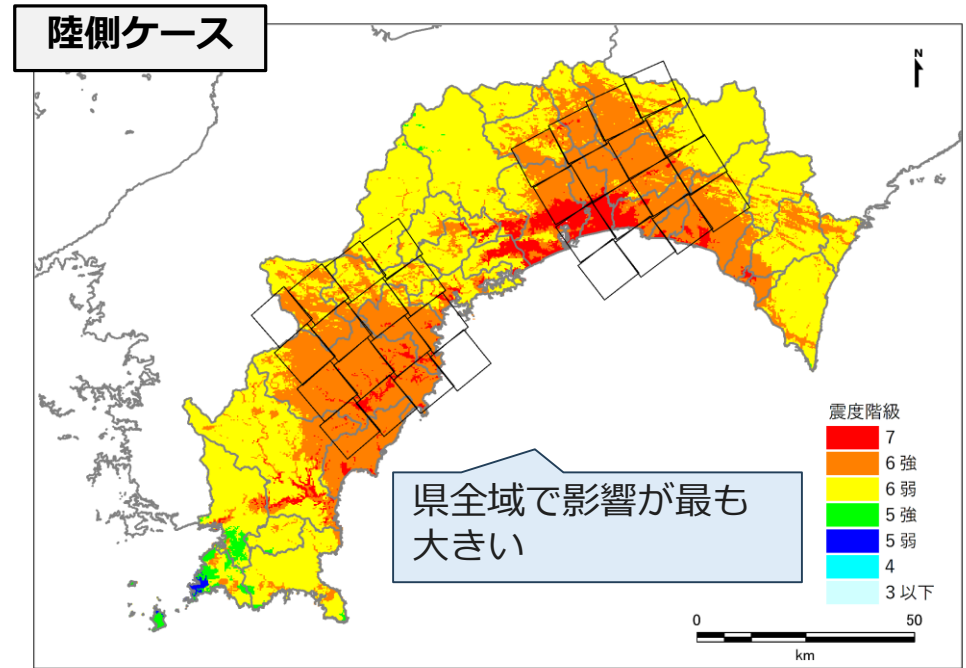 陸側ケース
N
県全域で影響が最も
大きい
震度階級
7
6 強
6 弱
5 強
5 弱
4
3 以下
0 50
km